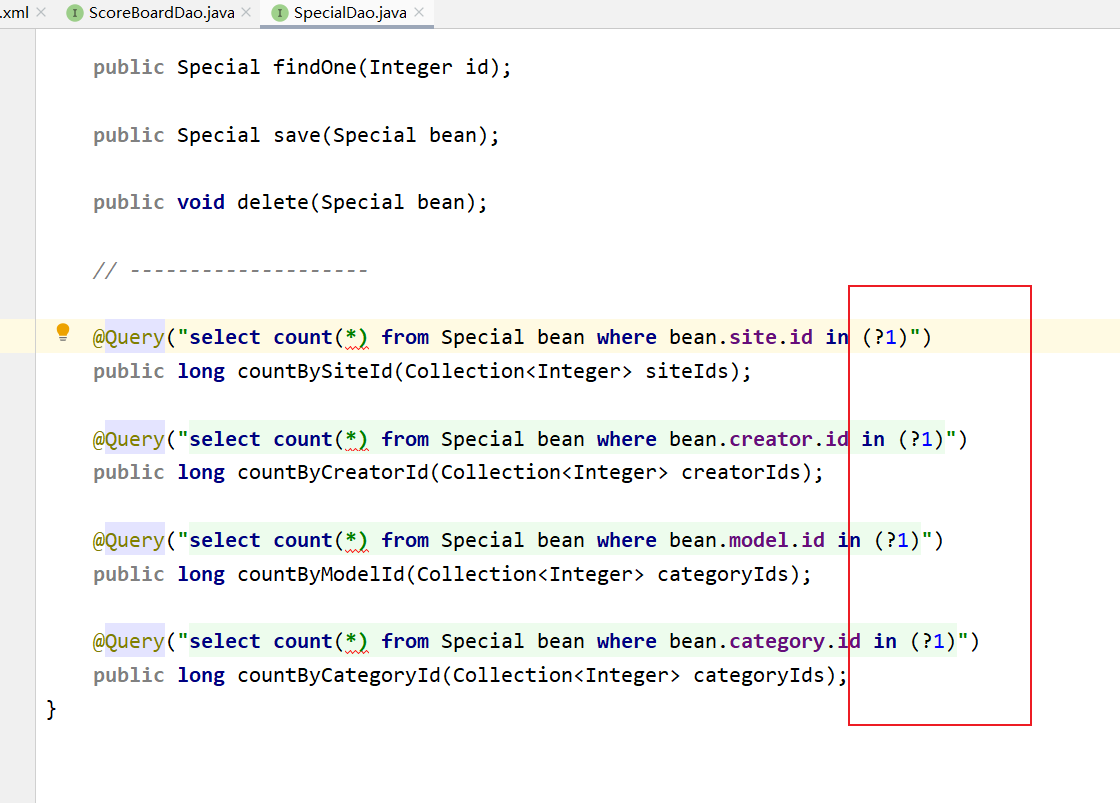 .xml × I ScoreBoardDao.java × I SpecialDao.java ×
public Special findOne(Integer id);
public Special save(Special bean);
public void delete(Special bean);
// --------------------
@Query("select count(*) from Special bean where bean.site.id in (?1)")
public long countBySiteId(Collection<Integer> siteIds);
@Query("select count(*) from Special bean where bean.creator.id in (?1)")
public long countByCreatorId(Collection<Integer> creatorIds);
@Query("select count(*) from Special bean where bean.model.id in (?1)")
public long countByModelId(Collection<Integer> categoryIds);
@Query("select count(*) from Special bean where bean.category.id in (?1)")
public long countByCategoryId(Collection<Integer> categoryIds);
}